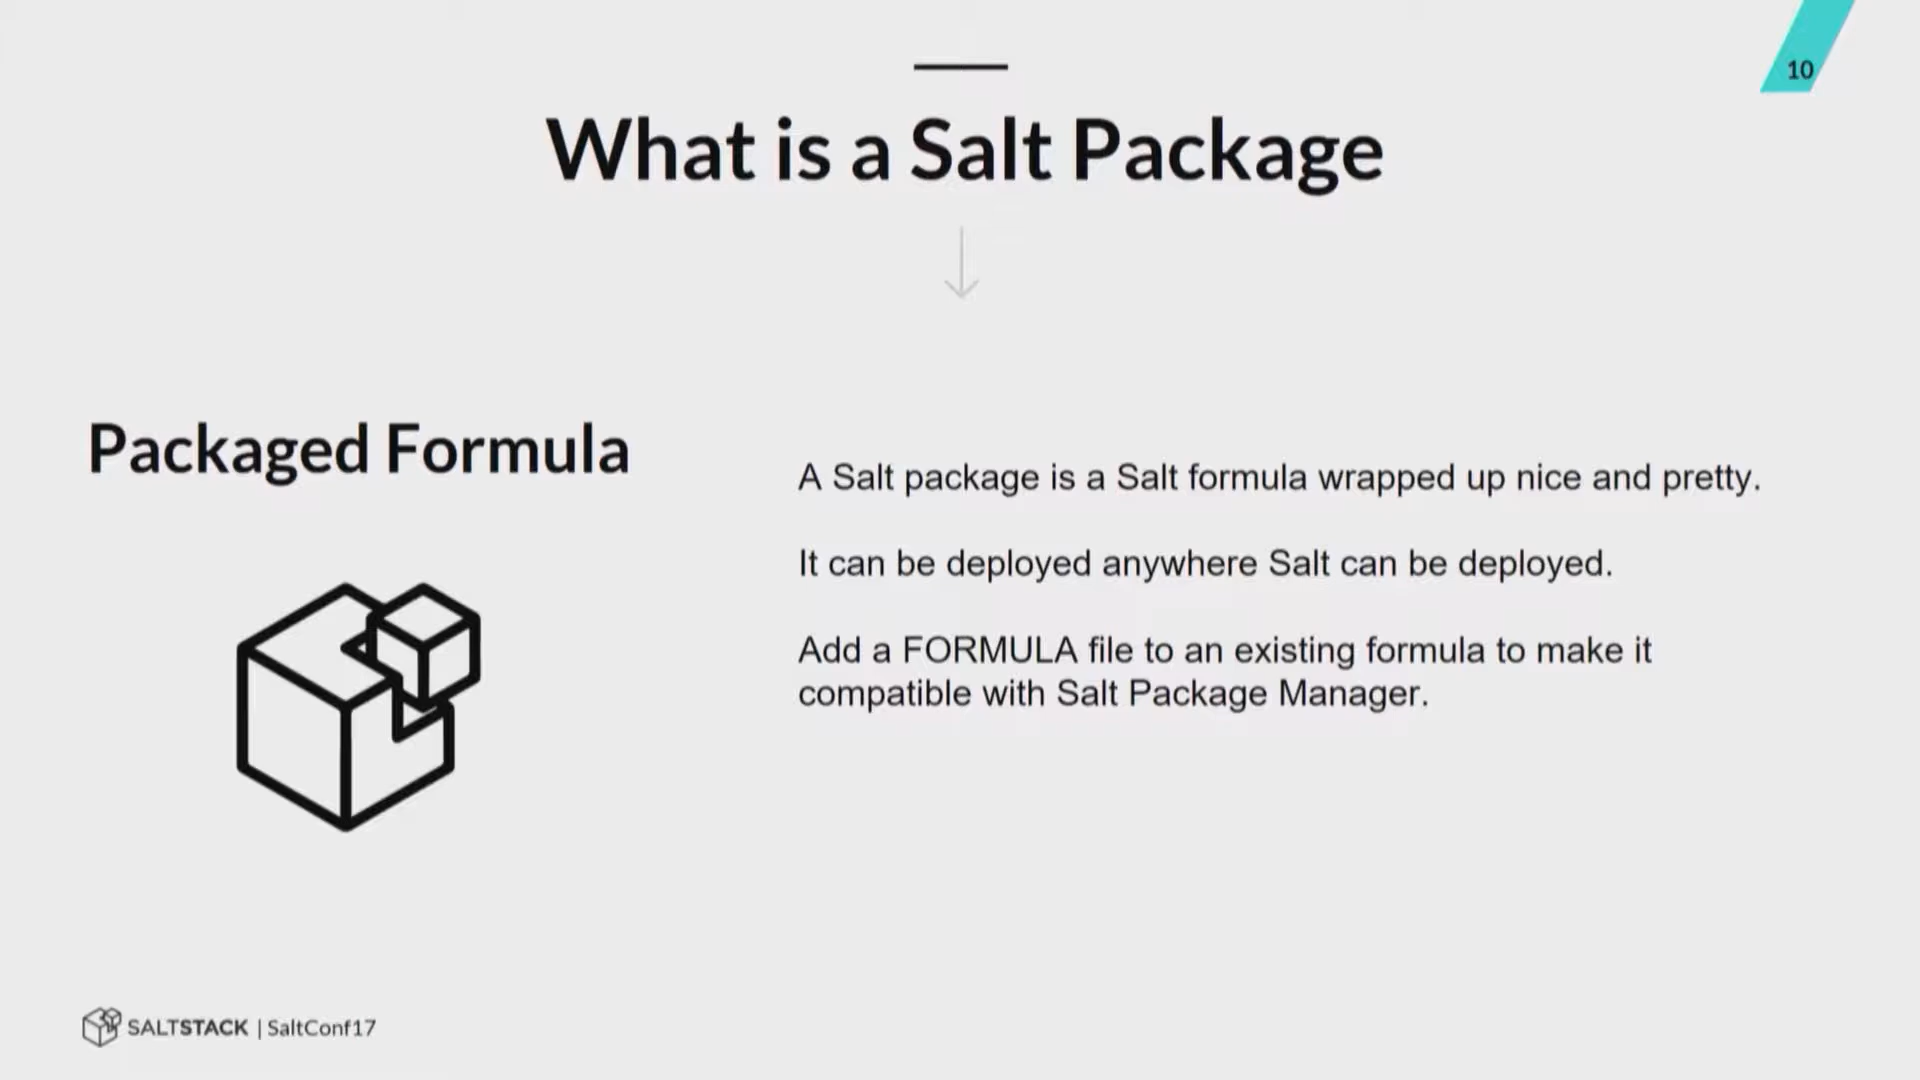 10
What is a Salt Package
Packaged Formula
A Salt package is a Salt formula wrapped up nice and pretty.
It can be deployed anywhere Salt can be deployed.
Add a FORMULA file to an existing formula to make it
compatible with Salt Package Manager.
SALTSTACK | SaltConf17